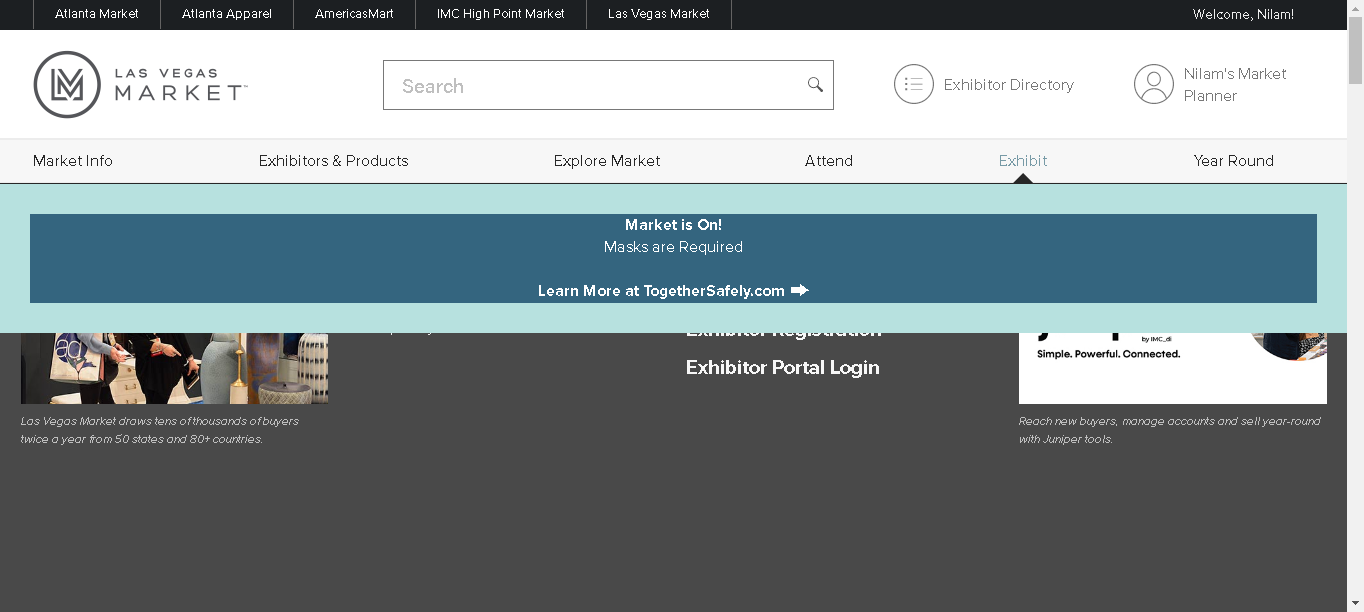 Atlanta Market
Atlanta Apparel
AmericasMart
IMC High Point Market
Las Vegas Market
Welcome, Nilam!
LAS VEGAS
MARKET
Search
Exhibitor Directory
Nilam's Market
Planner
Market Info
Exhibitors & Products
Explore Market
Attend
Exhibit
Year Round
Market is On!
Masks are Required
Learn More at TogetherSafely.com
Exhibitor Registration
Exhibitor Portal Login
by IMC_di
Simple. Powerful. Connected.
Las Vegas Market draws tens of thousands of buyers
twice a year from 50 states and 80+ countries.
Reach new buyers, manage accounts and sell year-round
with Juniper tools.